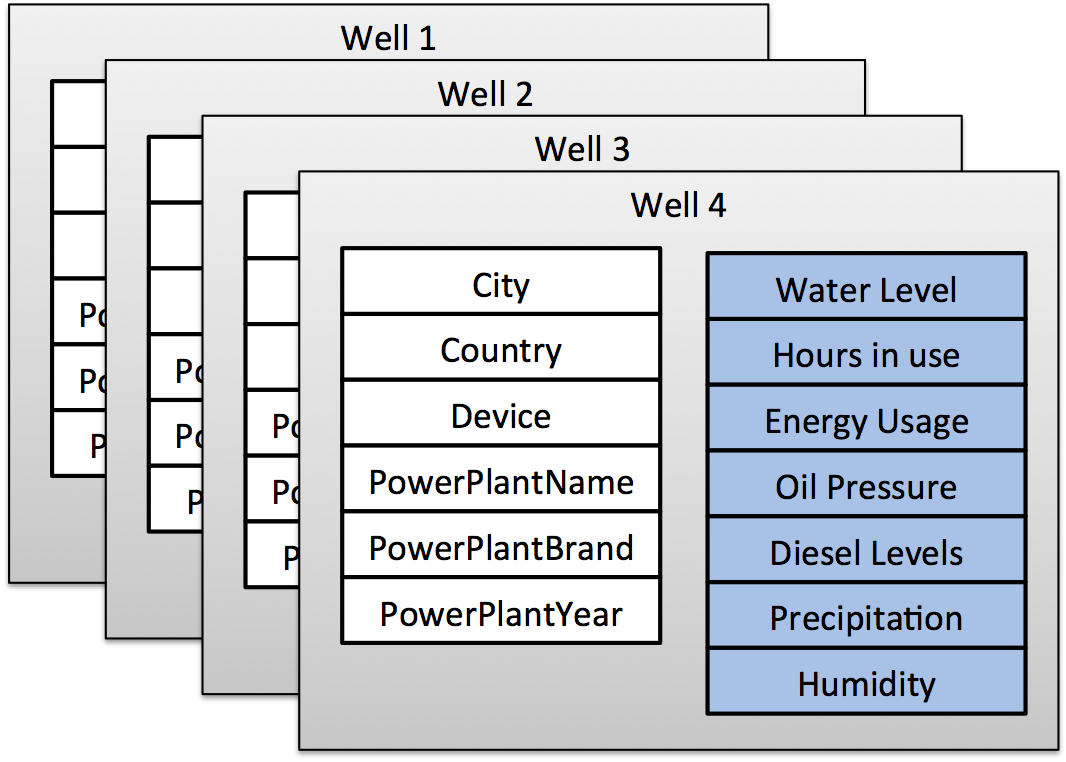 Well 1
Well 2
Well 3
Well 4
City
Country
Device
PowerPlantName
PowerPlantBrand
PowerPlantYear
Water Level
Hours in use
Energy Usage
Oil Pressure
Diesel Levels
Precipitation
Humidity